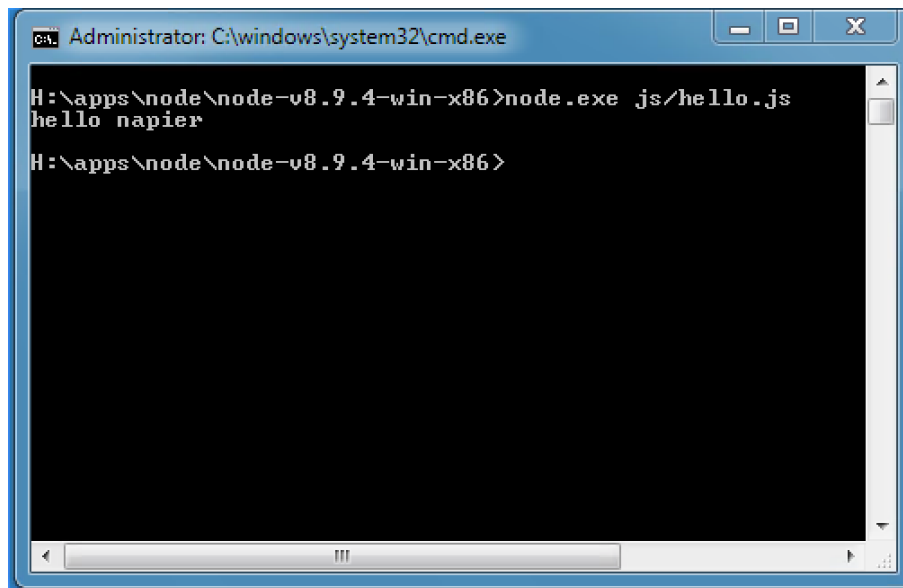 C:\. Administrator: C:\windows\system32\cmd.exe
H:\apps\node\node-v8.9.4-win-x86>node.exe js/hello.js
hello napier
H:\apps\node\node-v8.9.4-win-x86>